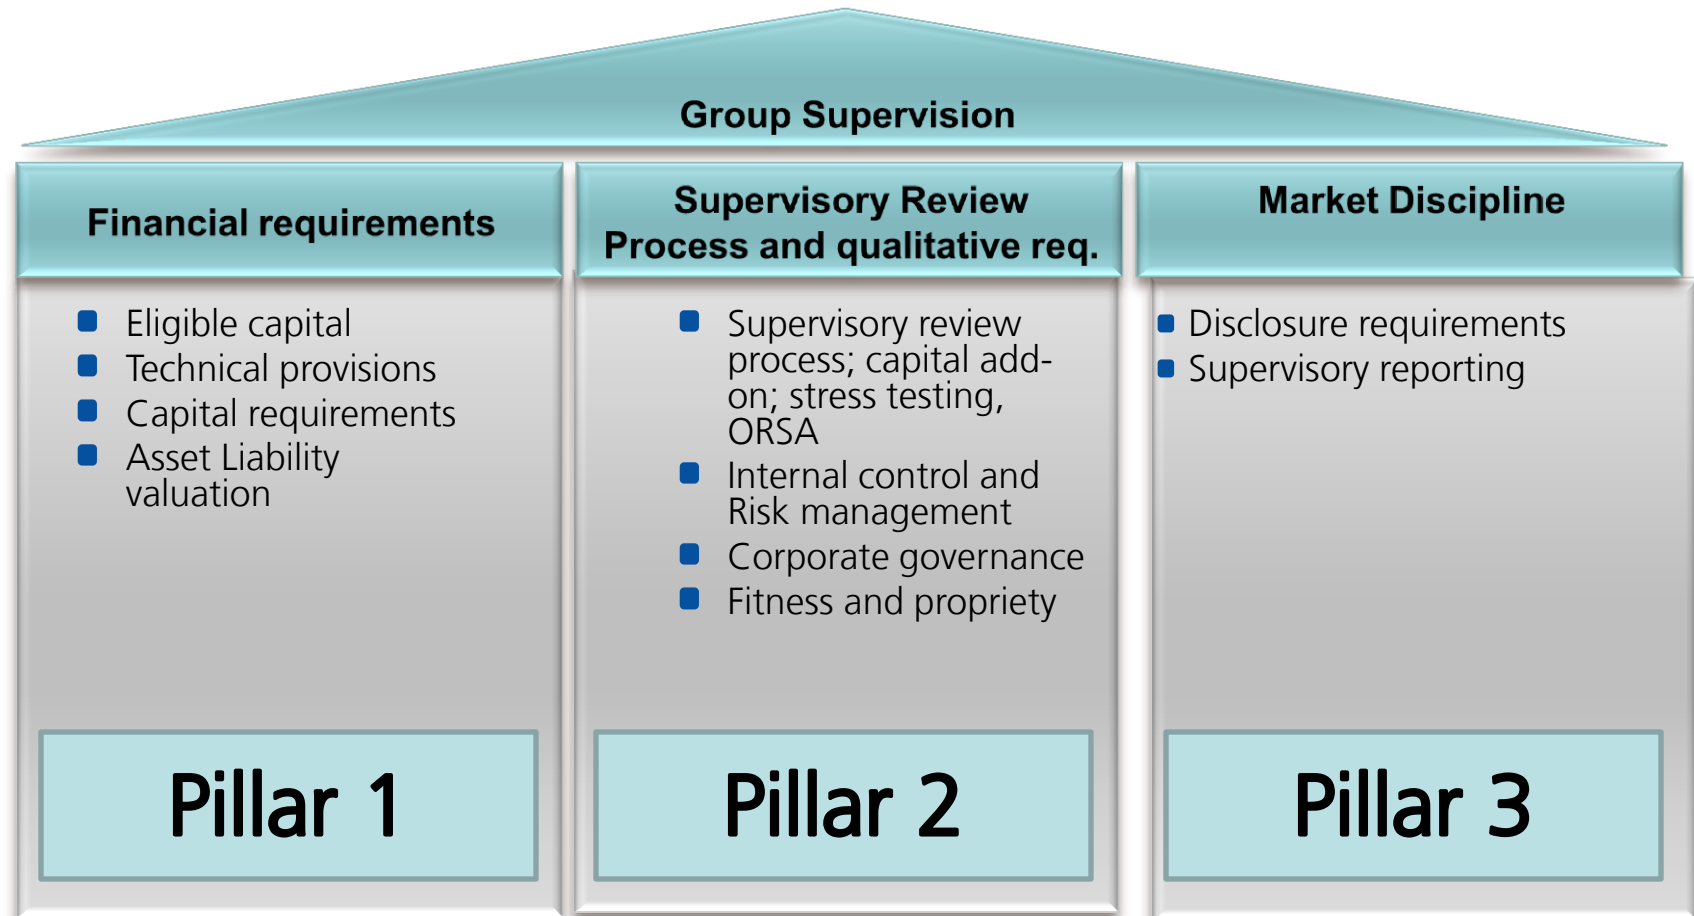 Group Supervision
Financial requirements
Eligible capital
Technical provisions
Capital requirements
Asset Liability
valuation
Pillar 1
Supervisory Review
Process and qualitative req.
Supervisory review
process; capital add-
on; stress testing,
ORSA
Internal control and
Risk management
Corporate governance
Fitness and propriety
Pillar 2
Market Discipline
Disclosure requirements
Supervisory reporting
Pillar 3